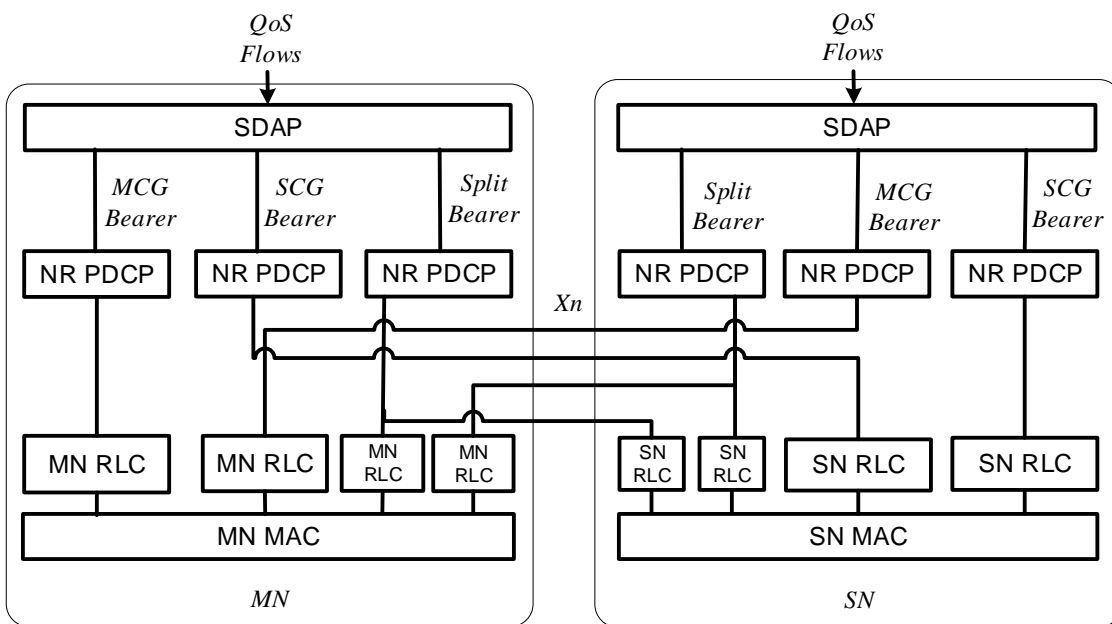 QoS
Flows
QoS
Flows
SDAP
SDAP
MCG
Bearer
SCG
Bearer
Split
Bearer
Split
Bearer
MCG
Bearer
SCG
Bearer
NR PDCP
NR PDCP
NR PDCP
NR PDCP
NR PDCP
NR PDCP
Xn
MN RLC
MN RLC
MN
RLC
MN
RLC
SN
RLC
SN
RLC
SN RLC
SN RLC
MN MAC
SN MAC
MN
SN